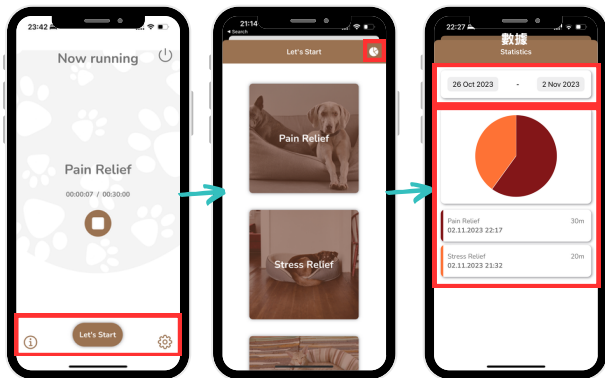 23:42
Now running
Pain Relief
00:00:07 / 00:30:00
Let's Start
21:14
Search
Let's Start
Pain Relief
Stress Relief
22:27
數據
Statistics
26 Oct 2023 - 2 Nov 2023
Pain Relief 30m
02.11.2023 22:17
Stress Relief 20m
02.11.2023 21:32